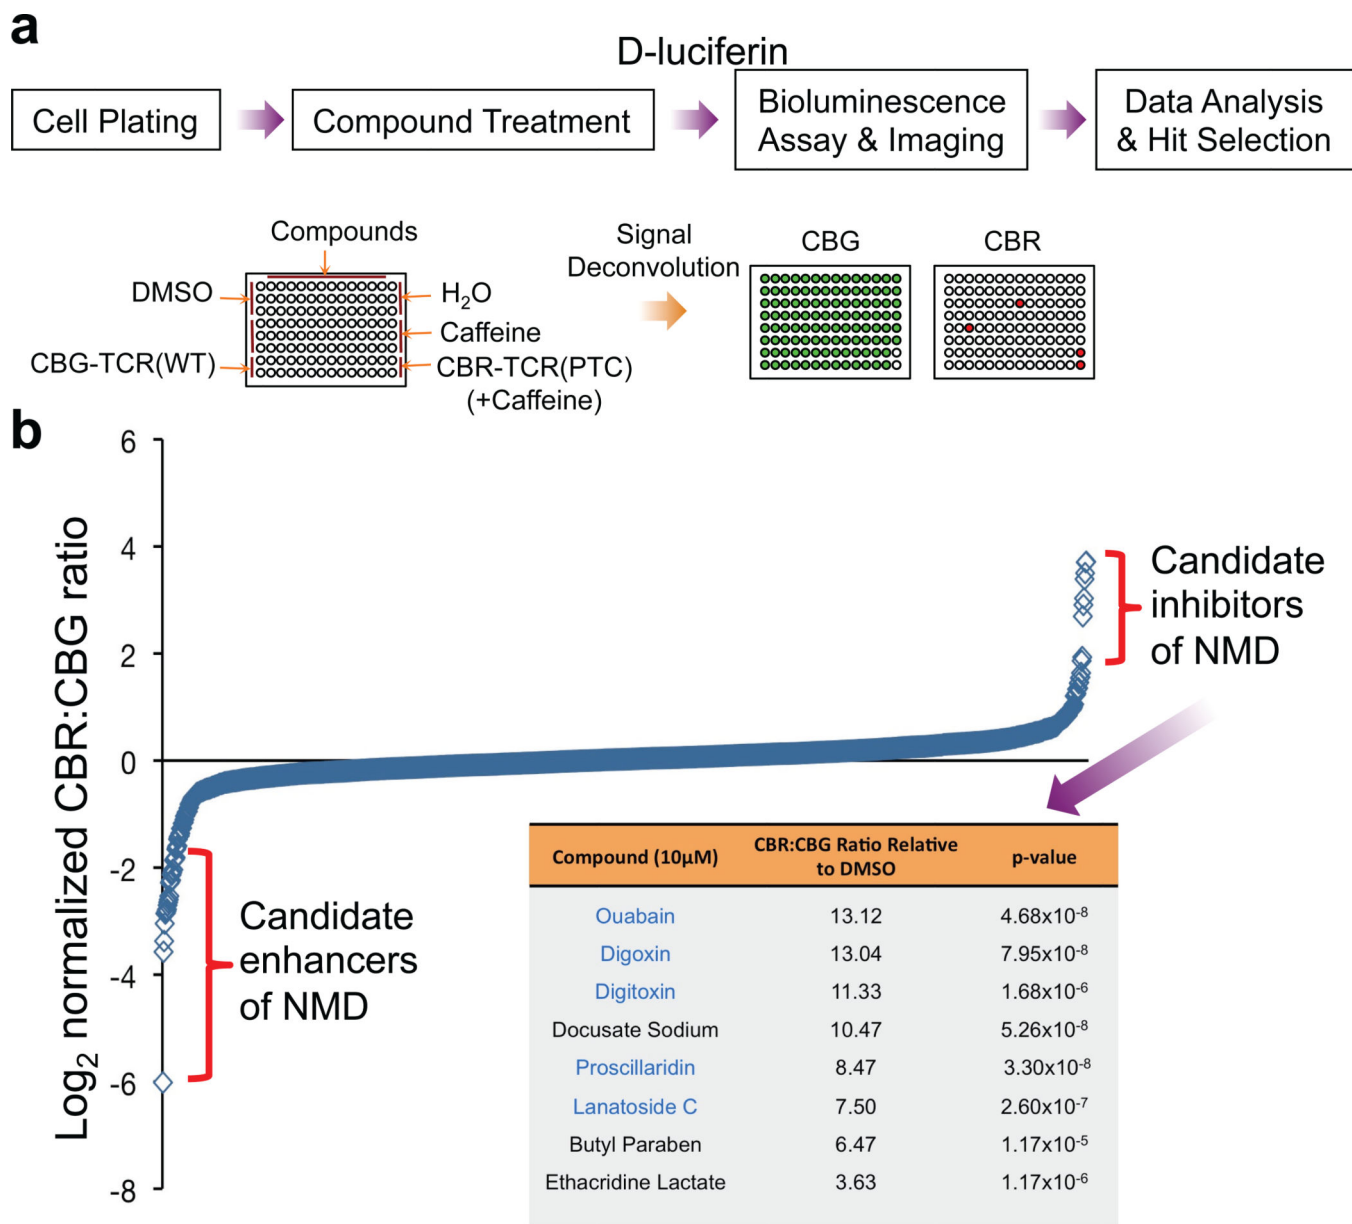 a
D-luciferin
Cell Plating
Compound Treatment
Bioluminescence
Assay & Imaging
Data Analysis
& Hit Selection
Compounds
DMSO
CBG-TCR(WT)
H₂O
Caffeine
CBR-TCR(PTC)
(+Caffeine)
Signal
Deconvolution
CBG
CBR
b
Log₂ normalized CBR:CBG ratio
6
4
2
0
-2
-4
-6
-8
Candidate
inhibitors
of NMD
Candidate
enhancers
of NMD
Compound (10μM) CBR:CBG Ratio Relative to DMSO p-value
Ouabain 13.12 4.68x10⁻⁸
Digoxin 13.04 7.95x10⁻⁸
Digitoxin 11.33 1.68x10⁻⁶
Docusate Sodium 10.47 5.26x10⁻⁸
Proscillaridin 8.47 3.30x10⁻⁸
Lanatoside C 7.50 2.60x10⁻⁷
Butyl Paraben 6.47 1.17x10⁻⁵
Ethacridine Lactate 3.63 1.17x10⁻⁶